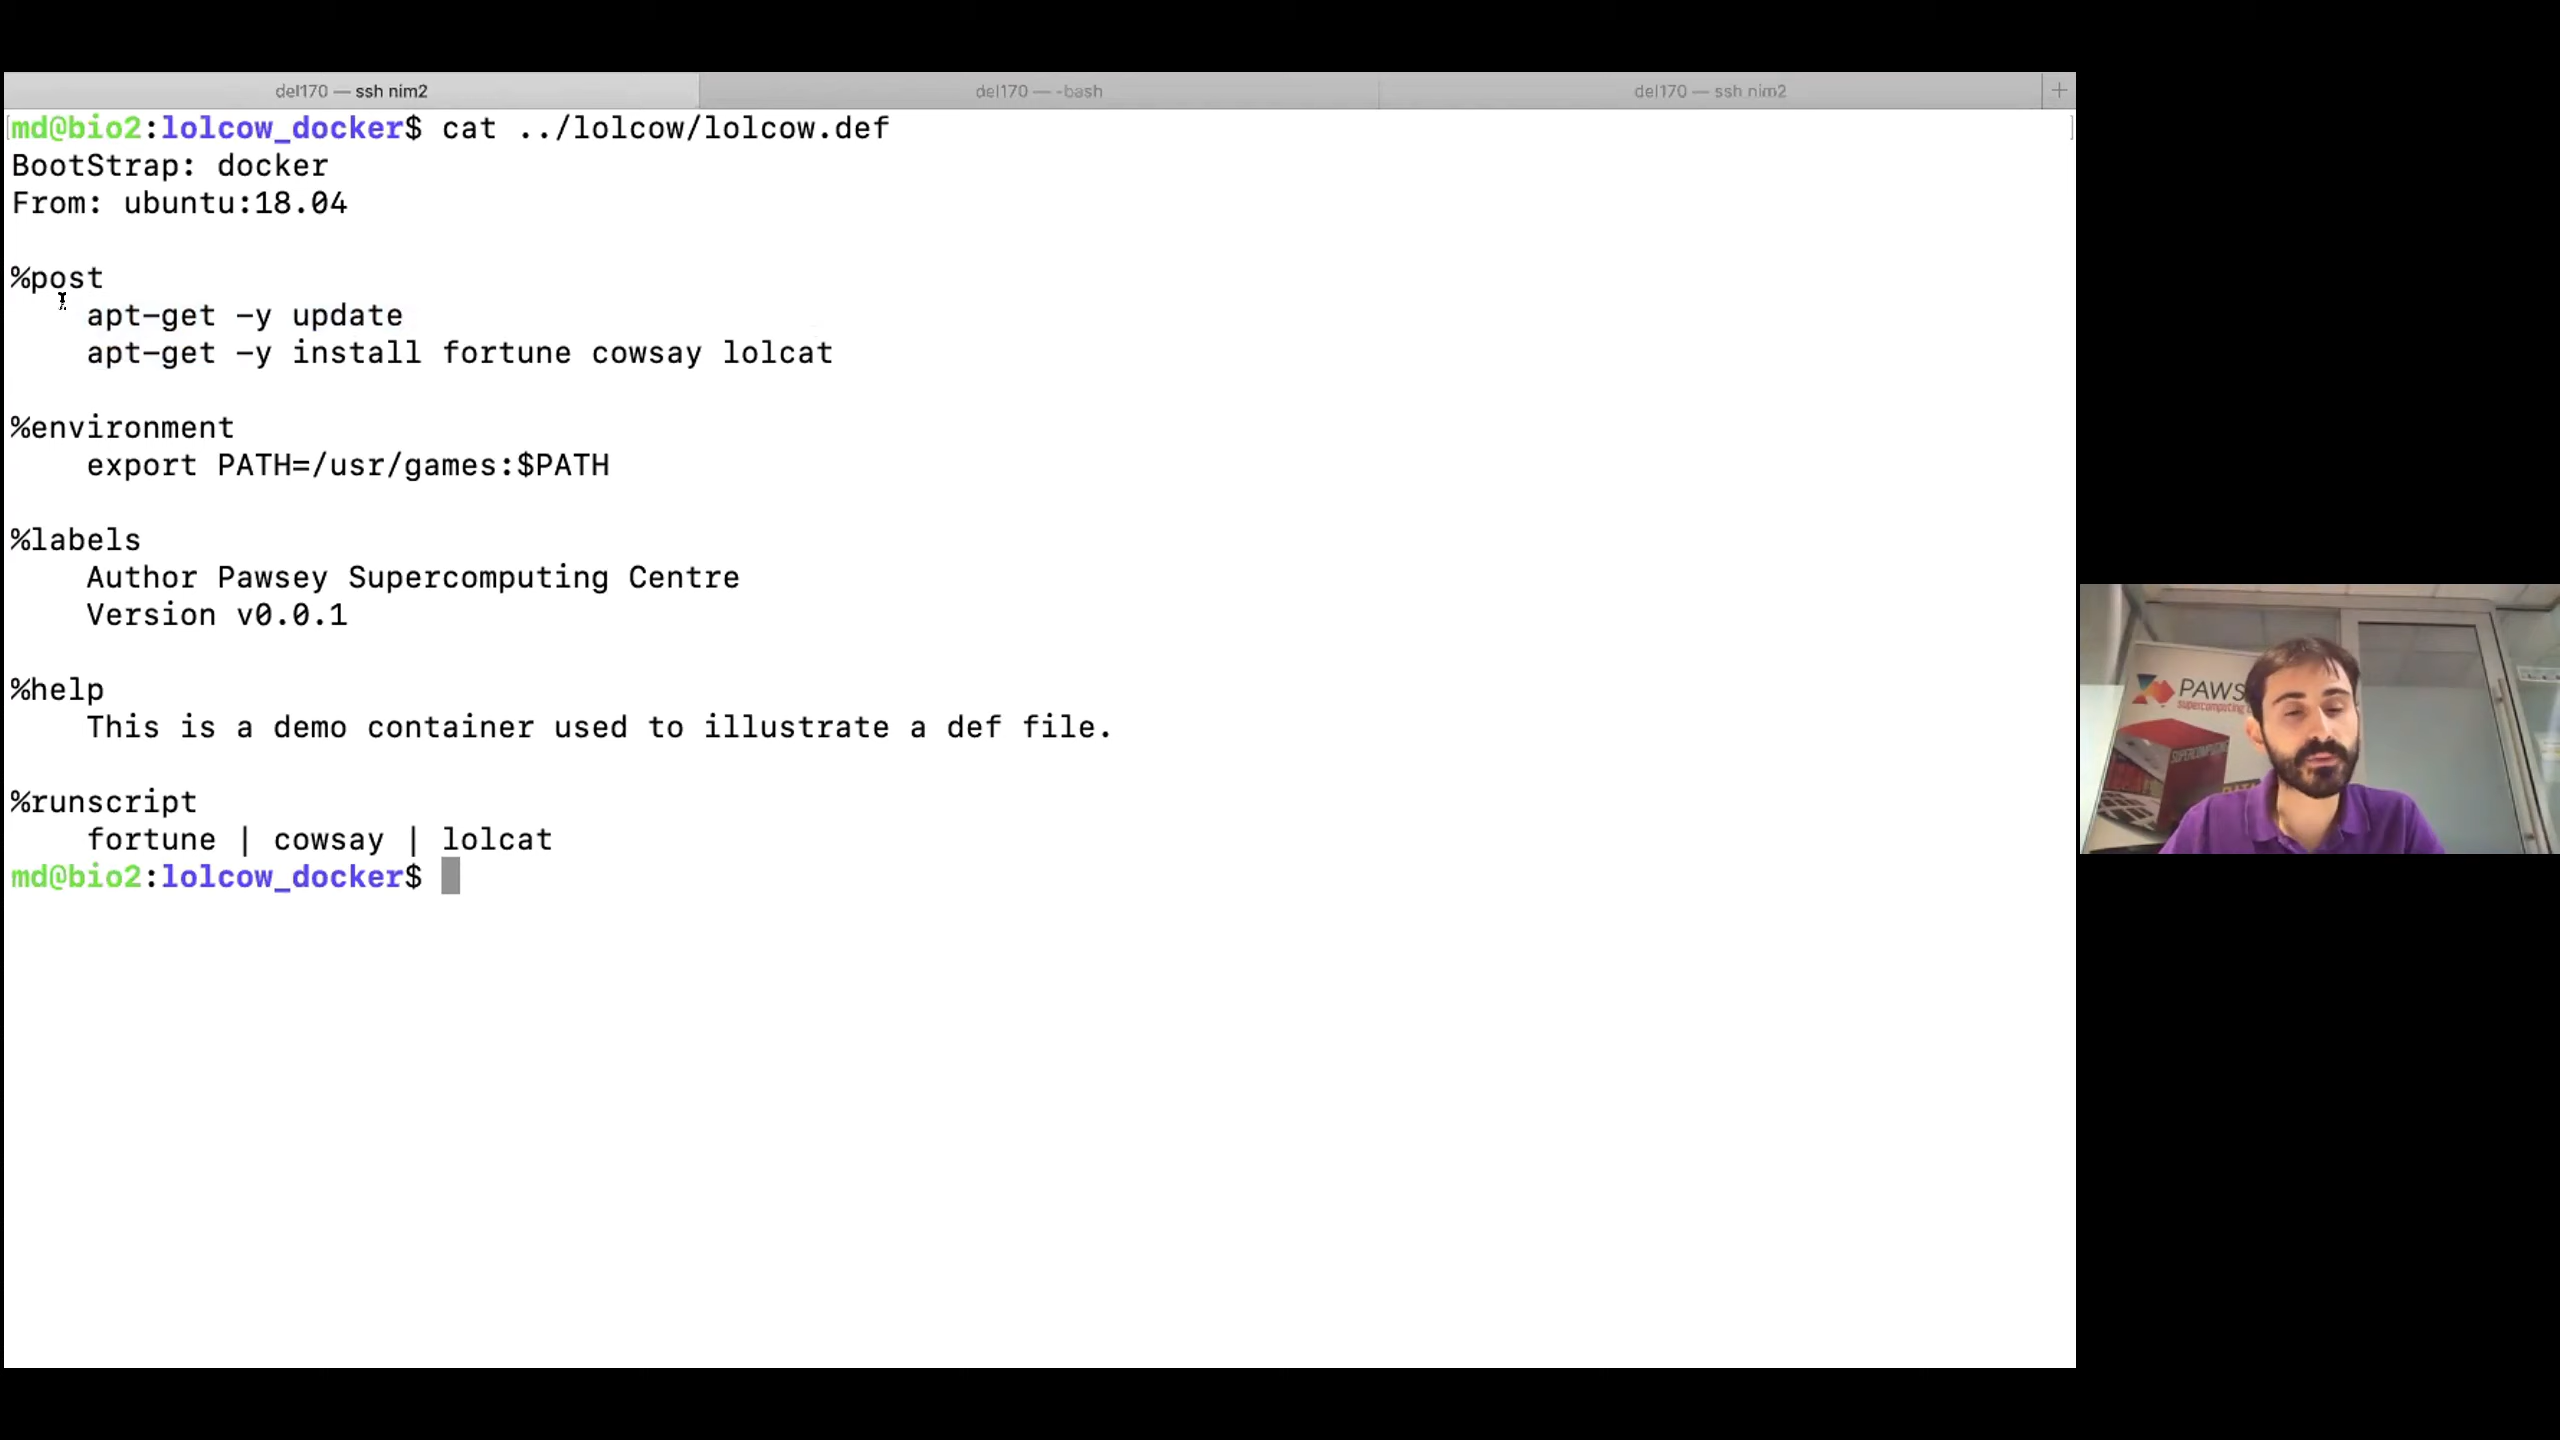 del170 — ssh nim2
del170 — -bash
del170 — ssh nim2
+
md@bio2:lolcow_docker$ cat ../lolcow/lolcow.def
BootStrap: docker
From: ubuntu:18.04
%post
    apt-get -y update
    apt-get -y install fortune cowsay lolcat
%environment
    export PATH=/usr/games:$PATH
%labels
    Author Pawsey Supercomputing Centre
    Version v0.0.1
%help
    This is a demo container used to illustrate a def file.
%runscript
    fortune | cowsay | lolcat
md@bio2:lolcow_docker$
PAWS
supercomputing
SUPERCOMPUTING